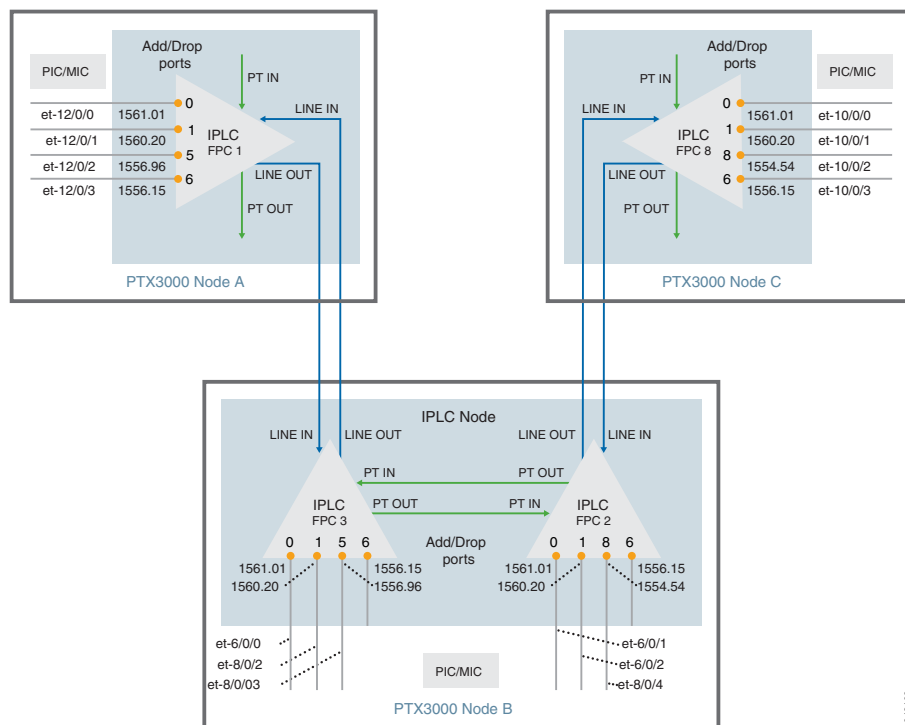 Add/Drop
ports
PIC/MIC
PT IN
LINE IN
0
et-12/0/0
1561.01
1
IPLC
FPC 1
et-12/0/1
1560.20
5
et-12/0/2
1556.96
6
LINE OUT
et-12/0/3
1556.15
PT OUT
PTX3000 Node A
Add/Drop
ports
PT IN
PIC/MIC
LINE IN
0
1561.01
et-10/0/0
IPLC
FPC 8
1
1560.20
et-10/0/1
8
1554.54
et-10/0/2
LINE OUT
6
1556.15
et-10/0/3
PT OUT
PTX3000 Node C
IPLC Node
LINE IN
LINE OUT
LINE OUT
LINE IN
PT IN
PT OUT
PT OUT
PT IN
IPLC
FPC 3
IPLC
FPC 2
0 1 5 6
Add/Drop
ports
0 1 8 6
1561.01
1556.15
1560.20
1556.96
1561.01
1556.15
1560.20
1554.54
et-6/0/0
et-8/0/2
et-8/0/03
et-6/0/1
et-6/0/2
et-8/0/4
PIC/MIC
PTX3000 Node B